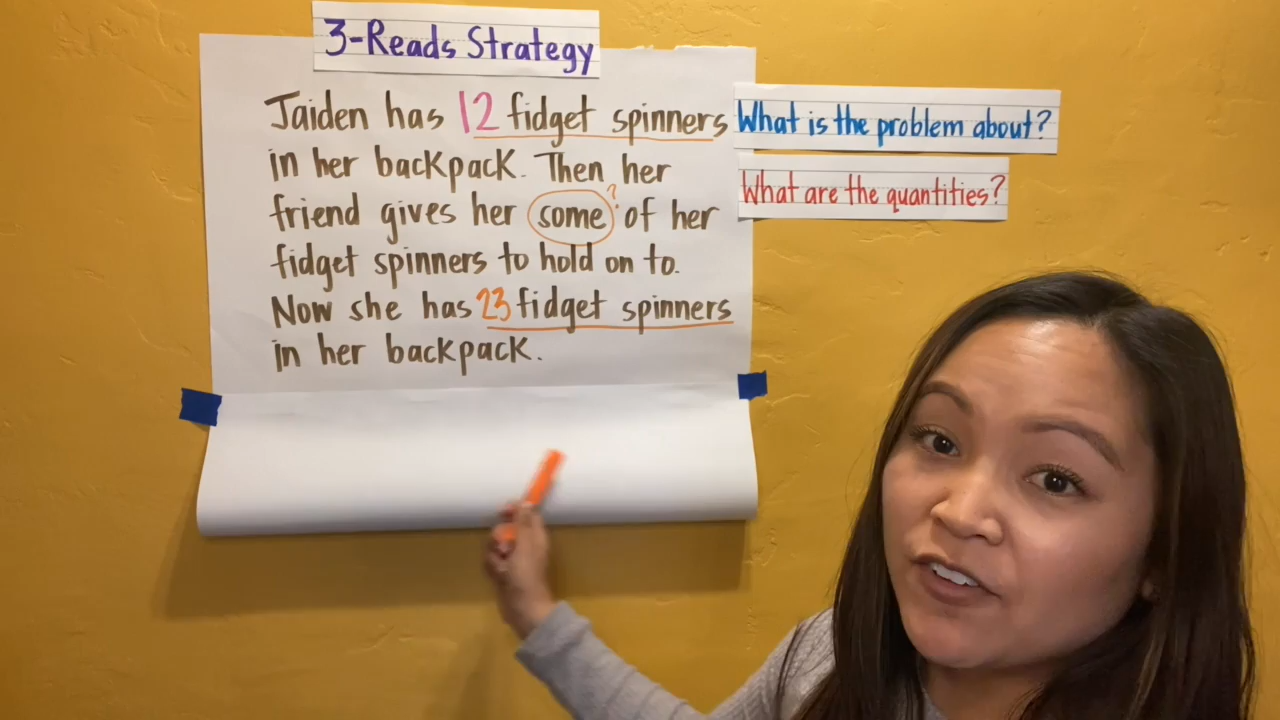 3-Reads Strategy
Jaiden has 12 fidget spinners
in her backpack. Then her
friend gives her some? of her
fidget spinners to hold on to.
Now she has 23 fidget spinners
in her backpack.
What is the problem about?
What are the quantities?